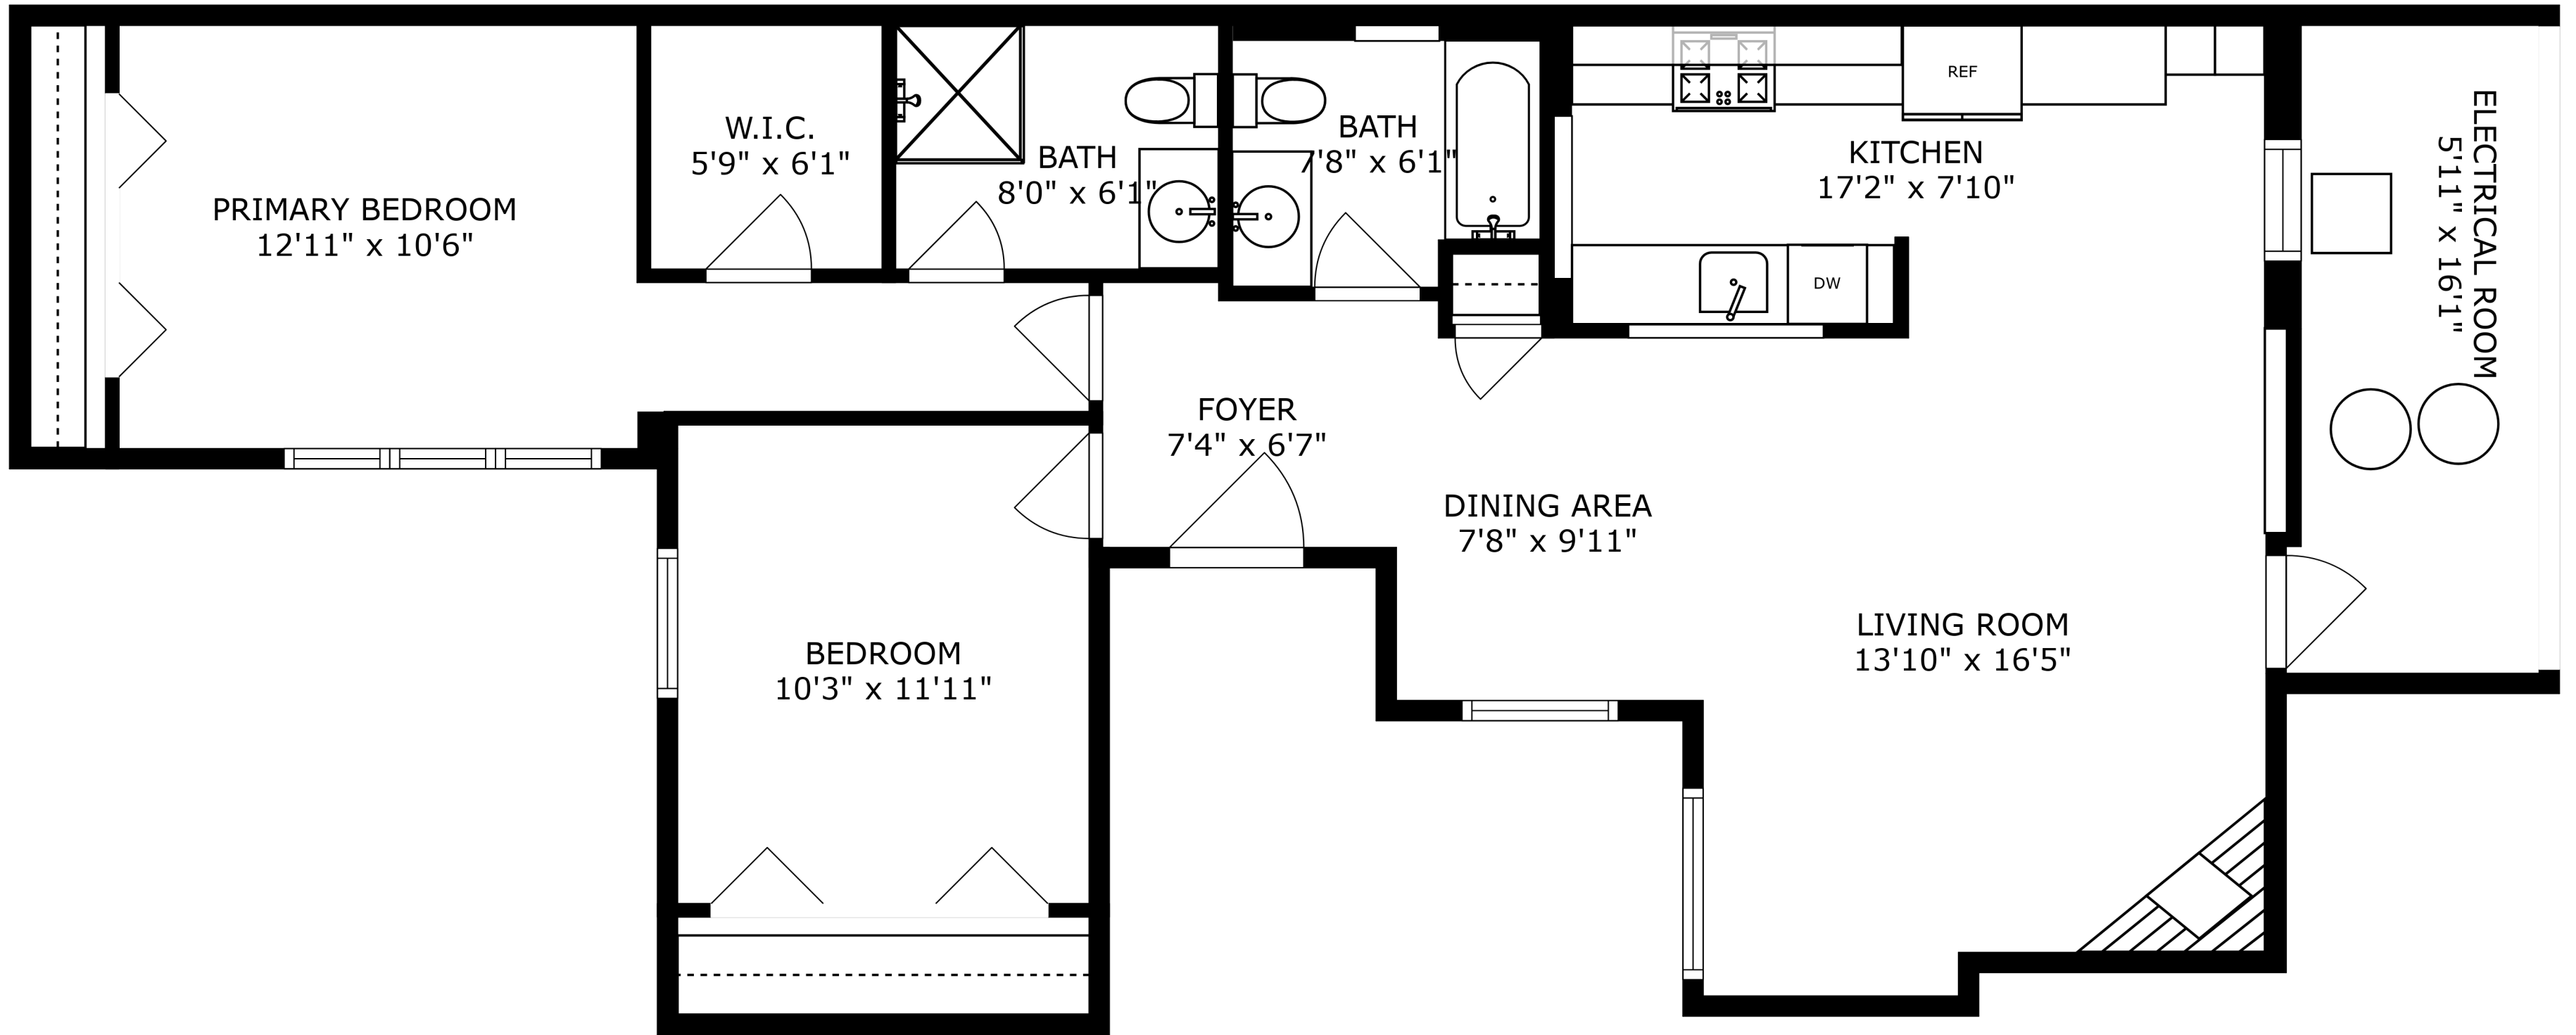 PRIMARY BEDROOM
12'11" x 10'6"
W.I.C.
5'9" x 6'1"
BATH
8'0" x 6'1"
BATH
7'8" x 6'1"
REF
KITCHEN
17'2" x 7'10"
DW
ELECTRICAL ROOM
5'11" x 16'1"
FOYER
7'4" x 6'7"
DINING AREA
7'8" x 9'11"
LIVING ROOM
13'10" x 16'5"
BEDROOM
10'3" x 11'11"